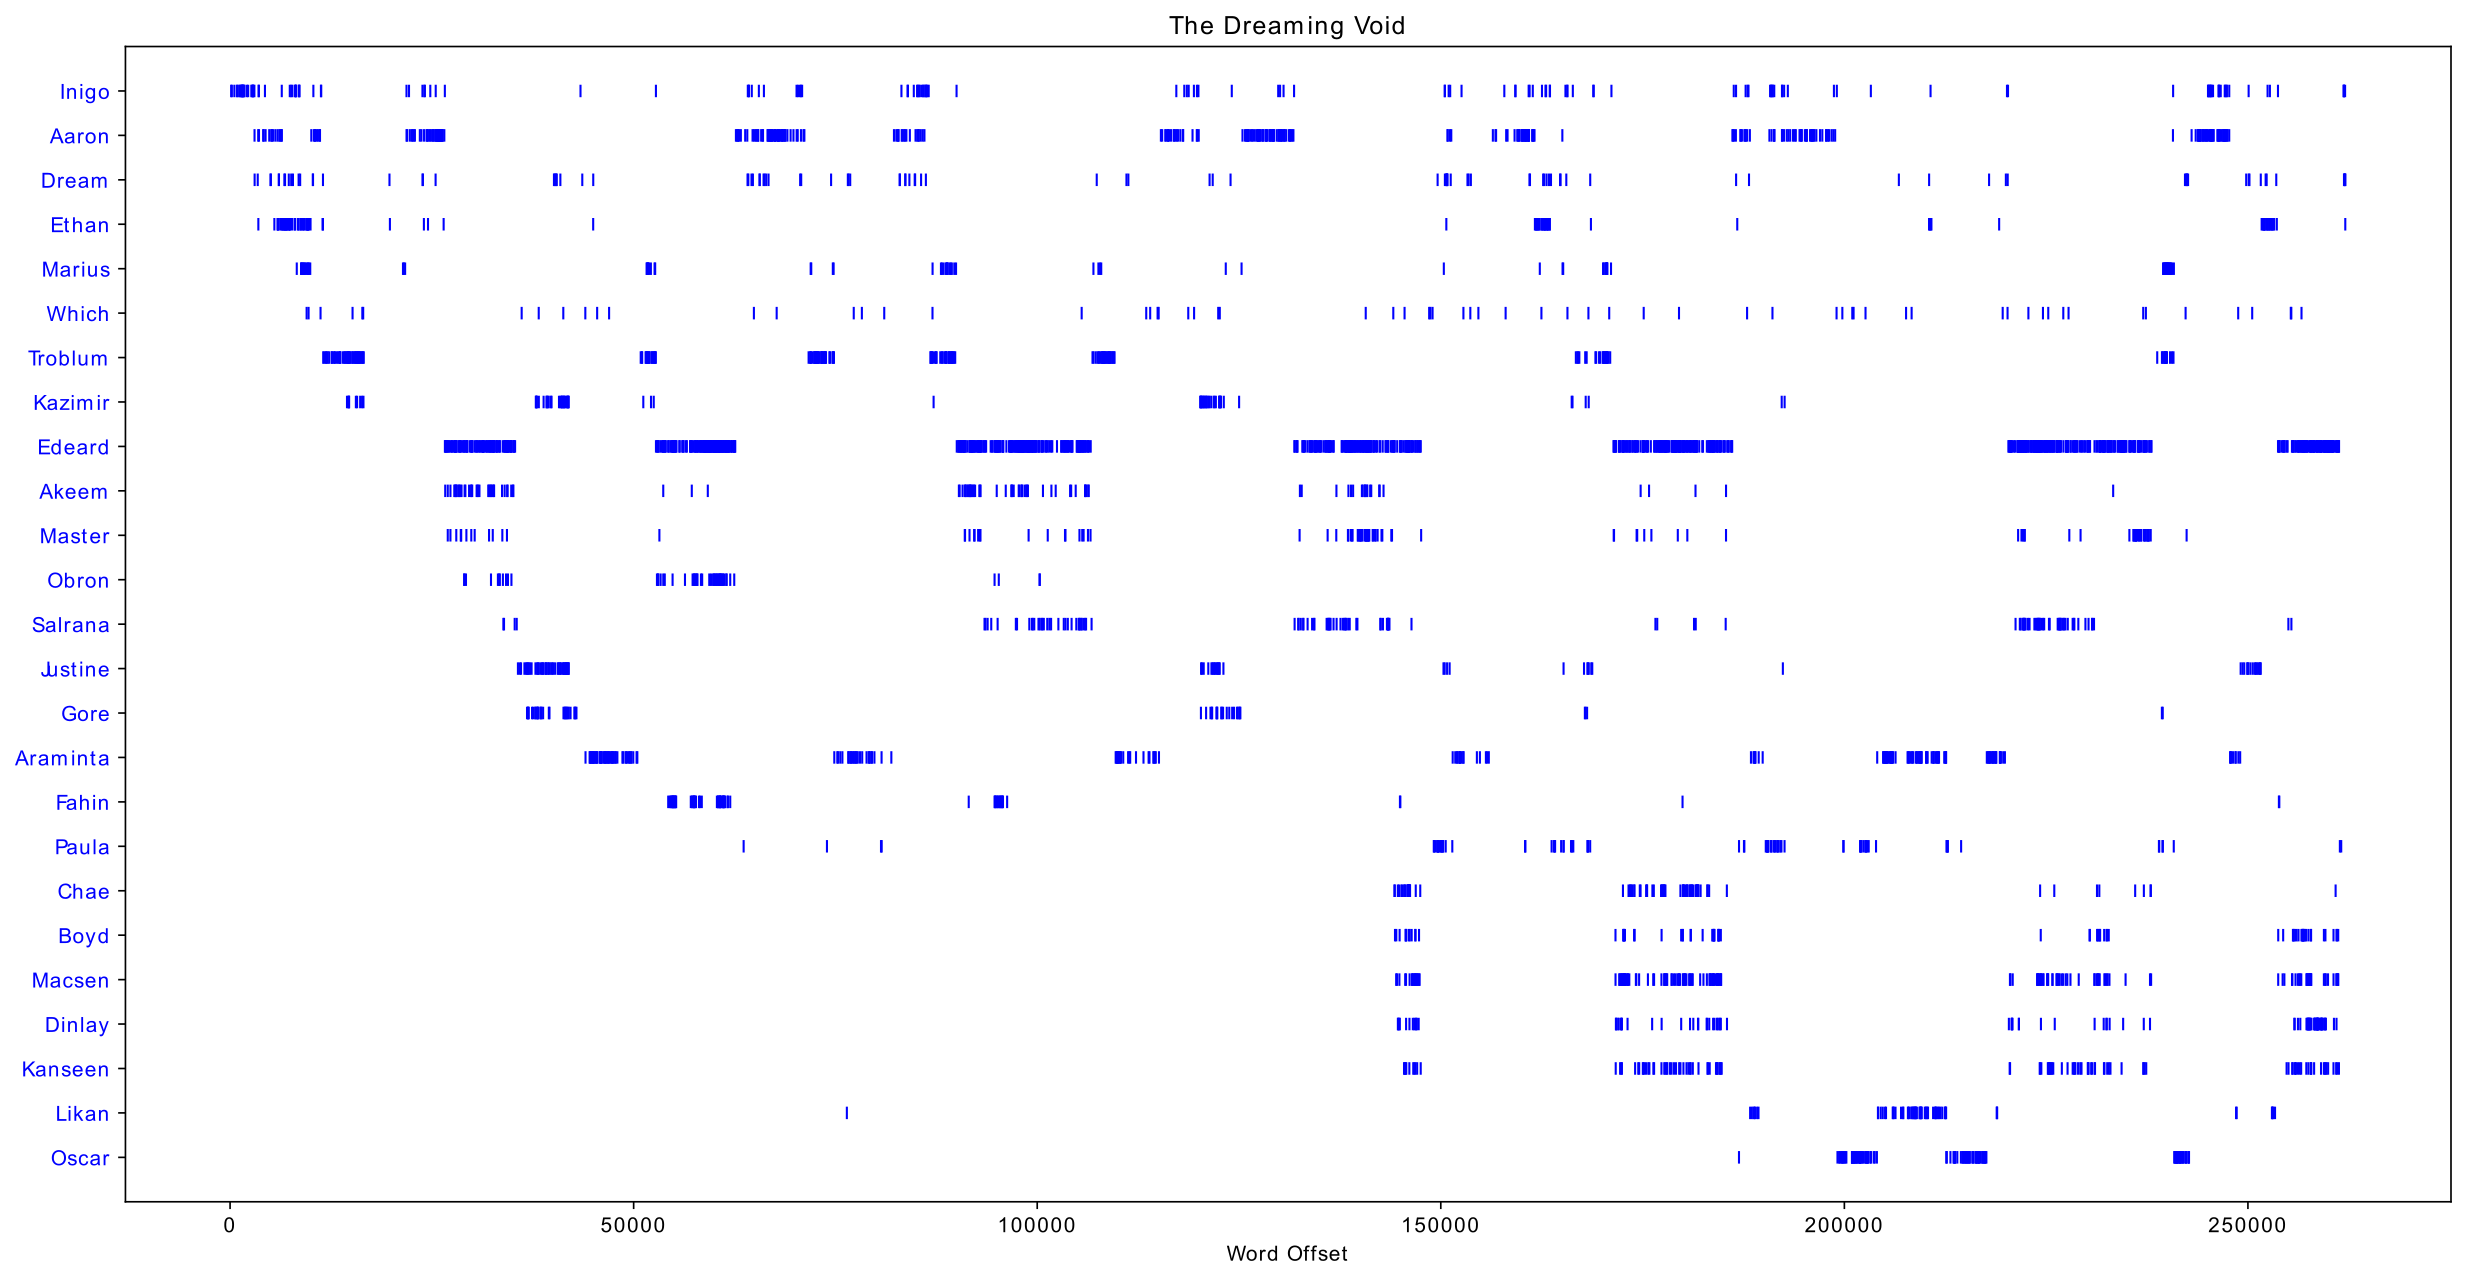 The Dreaming Void
Inigo
Aaron
Dream
Ethan
Marius
Which
Troblum
Kazimir
Edeard
Akeem
Master
Obron
Salrana
Justine
Gore
Araminta
Fahin
Paula
Chae
Boyd
Macsen
Dinlay
Kanseen
Likan
Oscar
0 50000 100000 150000 200000 250000
Word Offset